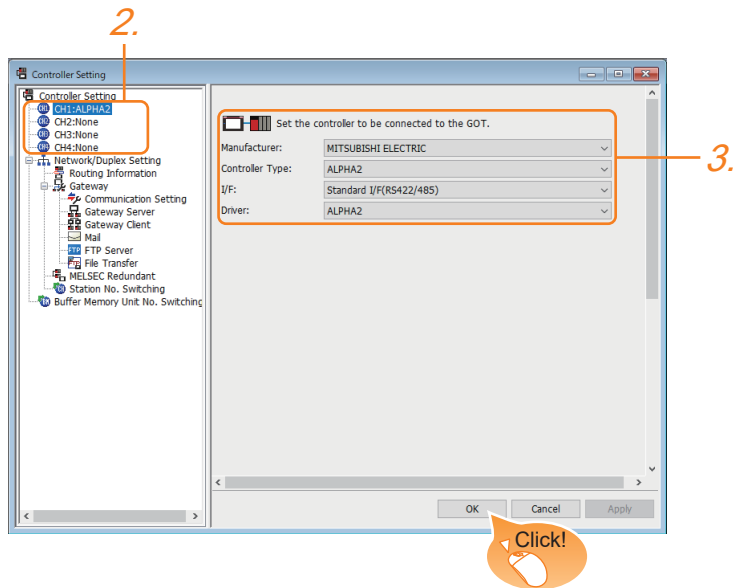 2.
Controller Setting
Controller Setting
CH1:ALPHA2
CH2:None
CH3:None
CH4:None
Network/Duplex Setting
Routing Information
Gateway
Communication Setting
Gateway Server
Gateway Client
Mail
FTP FTP Server
File Transfer
MELSEC Redundant
Station No. Switching
Buffer Memory Unit No. Switching
Set the controller to be connected to the GOT.
Manufacturer: MITSUBISHI ELECTRIC
Controller Type: ALPHA2
I/F: Standard I/F(RS422/485)
Driver: ALPHA2
3.
OK Cancel Apply
Click!